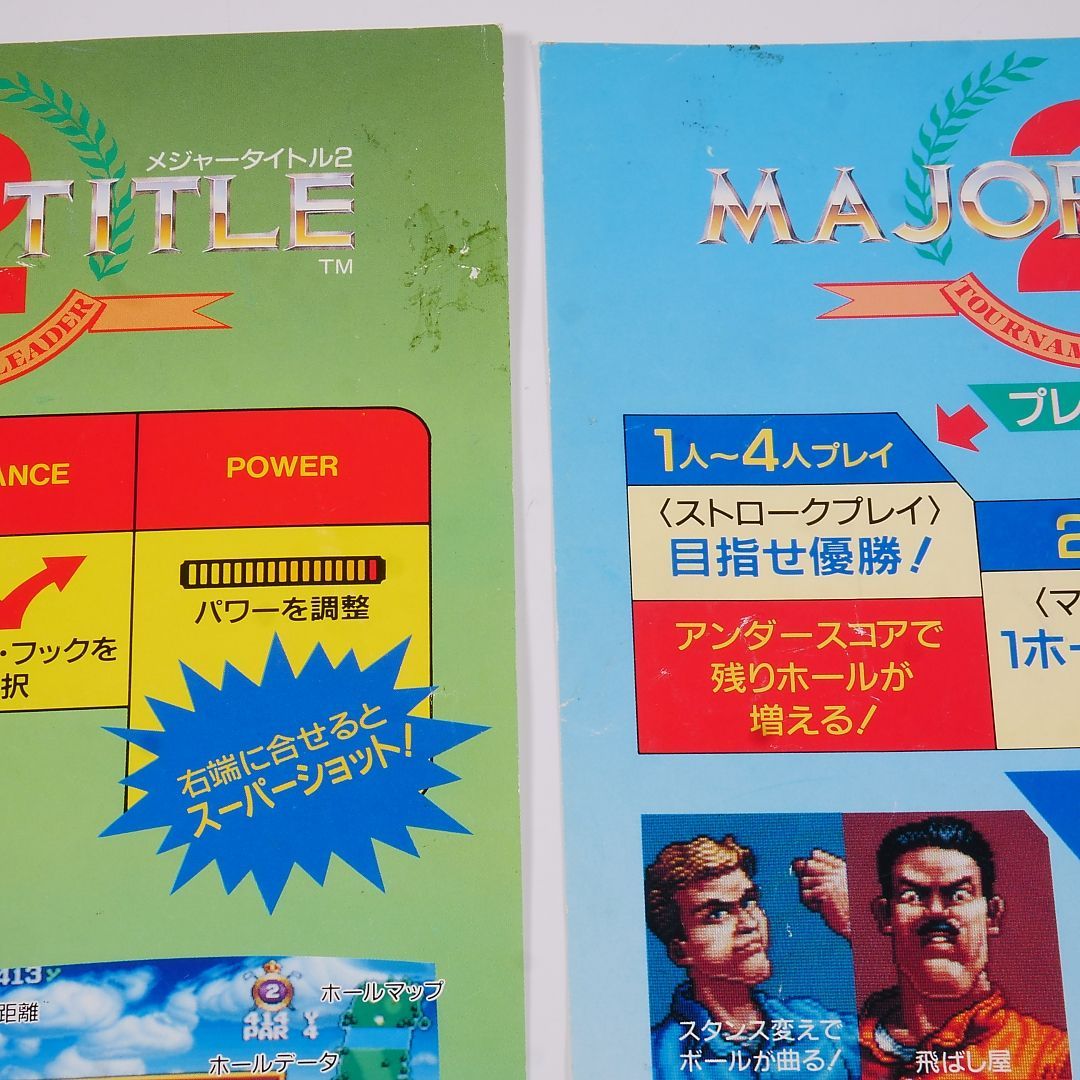 メジャータイトル2
2 TITLE
TM
LEADER
ANCE
POWER
・フックを
択
パワーを調整
右端に合せると
スーパーショット!
413y
距離
2
414 Y
PAR 4
ホールマップ
ホールデータ
MAJOR
2
TOURNAM
プレ
1人～4人プレイ
〈ストロークプレイ〉
目指せ優勝!
アンダースコアで
残りホールが
増える!
2
〈マ
1ホー
スタンス変えで
ボールが曲る!
飛ばし屋